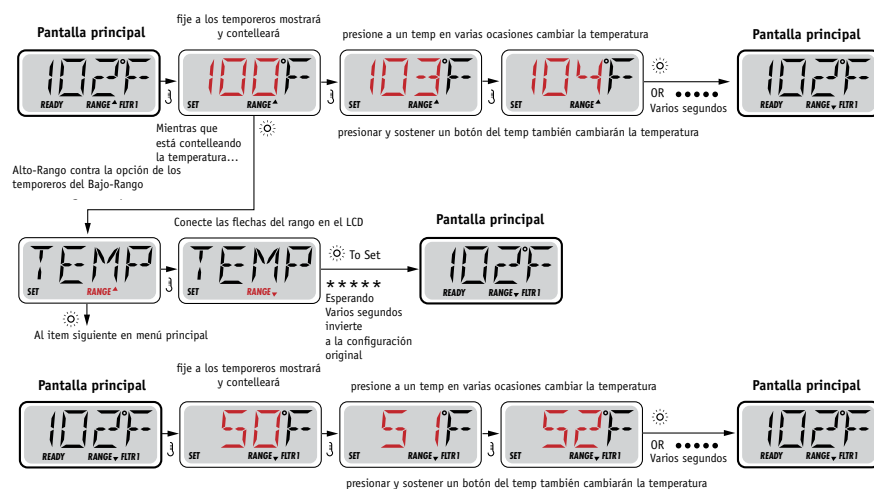 fije a los temporeros mostrará
y contelleará
Pantalla principal
presione a un temp en varias ocasiones cambiar la temperatura
Pantalla principal
102°F
READY RANGE FLTR1
100°F
SET RANGE
103°F
SET RANGE
104°F
SET RANGE
OR
Varios segundos
102°F
READY RANGE FLTR1
Mientras que
está contelleando
la temperatura...
presionar y sostener un botón del temp también cambiarán la temperatura
Alto-Rango contra la opción de los
temporeros del Bajo-Rango
Conecte las flechas del rango en el LCD
Pantalla principal
TEMP
SET RANGE
TEMP
SET RANGE
To Set
*****
Esperando
Varios segundos
invierte
a la configuración
original
102°F
READY RANGE FLTR1
Al item siguiente en menú principal
fije a los temporeros mostrará
y contelleará
Pantalla principal
presione a un temp en varias ocasiones cambiar la temperatura
Pantalla principal
102°F
READY RANGE FLTR1
50°F
SET RANGE FLTR1
51°F
SET RANGE FLTR1
52°F
SET RANGE FLTR1
OR
Varios segundos
102°F
READY RANGE FLTR1
presionar y sostener un botón del temp también cambiarán la temperatura